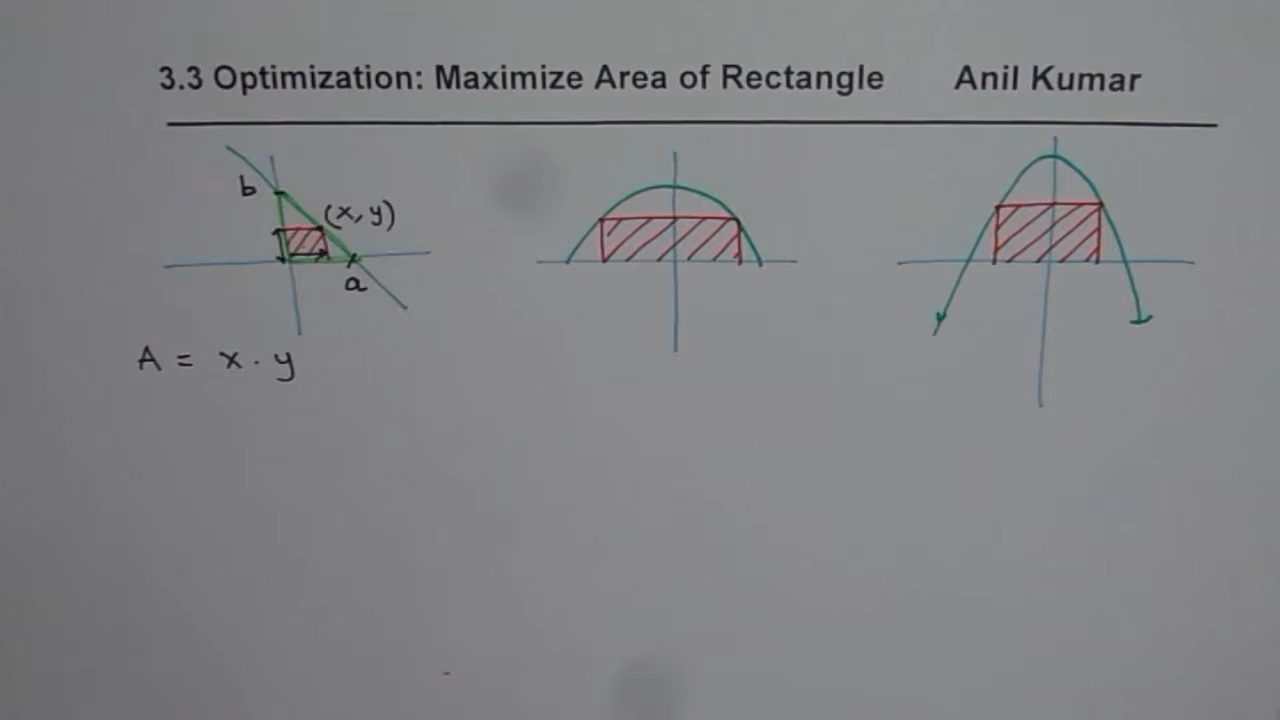 3.3 Optimization: Maximize Area of Rectangle Anil Kumar
b
(x, y)
a
A = x · y